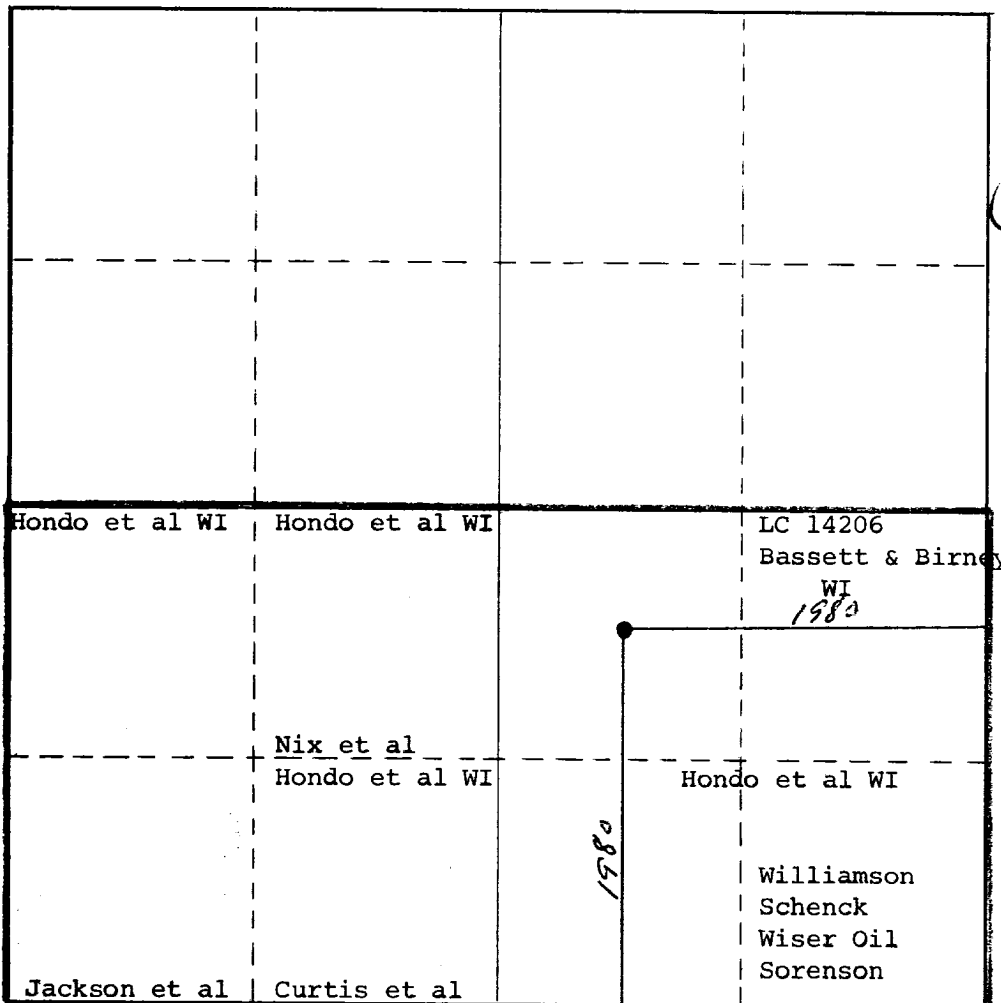 Hondo et al WI
Hondo et al WI
LC 14206
Bassett & Birney
WI
1980
Nix et al
Hondo et al WI
Hondo et al WI
1980
Williamson
Schenck
Wiser Oil
Sorenson
Jackson et al
Curtis et al